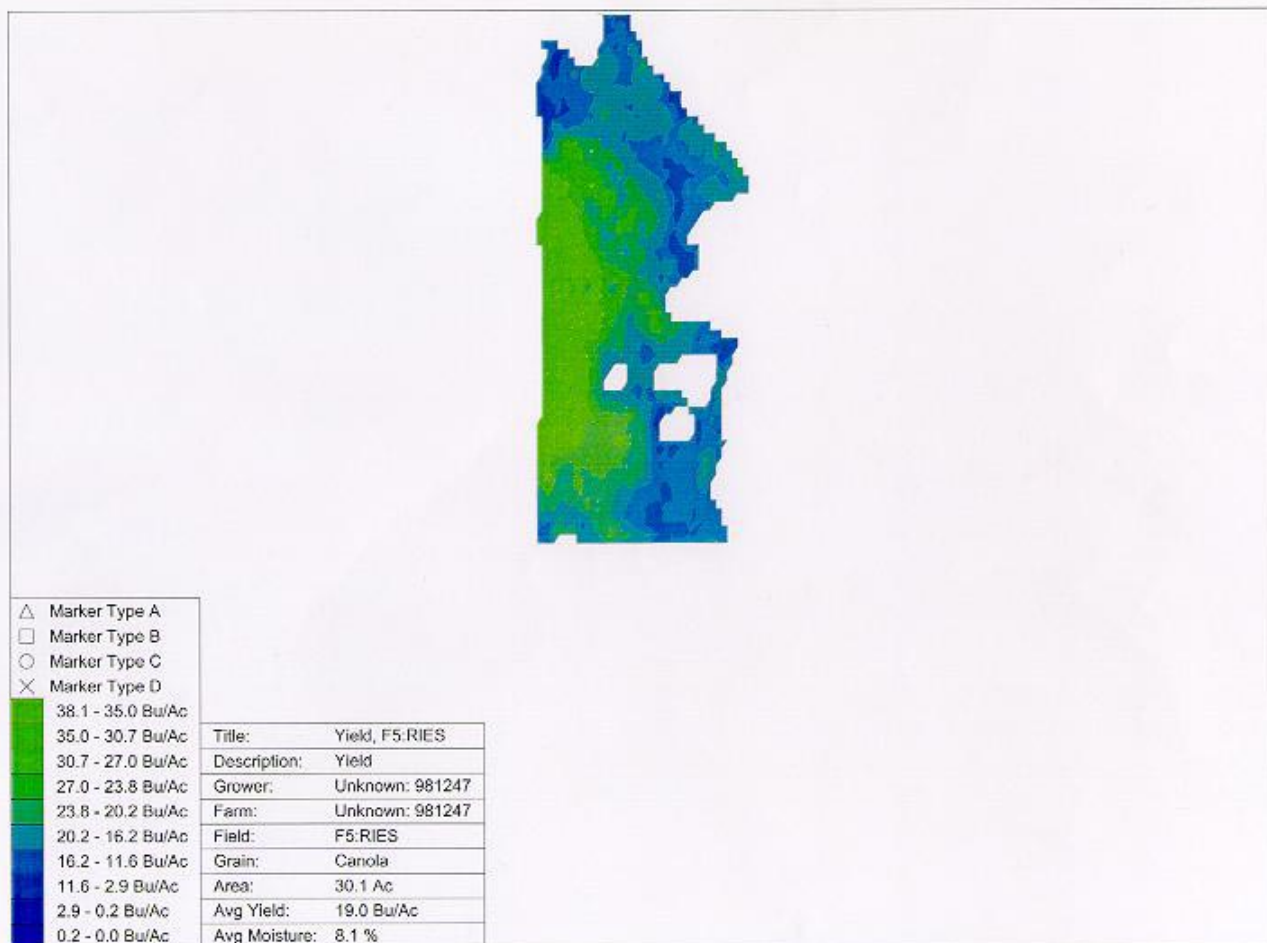 Marker Type A
Marker Type B
Marker Type C
Marker Type D
38.1 - 35.0 Bu/Ac
35.0 - 30.7 Bu/Ac
30.7 - 27.0 Bu/Ac
27.0 - 23.8 Bu/Ac
23.8 - 20.2 Bu/Ac
20.2 - 16.2 Bu/Ac
16.2 - 11.6 Bu/Ac
11.6 - 2.9 Bu/Ac
2.9 - 0.2 Bu/Ac
0.2 - 0.0 Bu/Ac
Title: Yield, F5:RIES
Description: Yield
Grower: Unknown: 981247
Farm: Unknown: 981247
Field: F5:RIES
Grain: Canola
Area: 30.1 Ac
Avg Yield: 19.0 Bu/Ac
Avg Moisture: 8.1 %